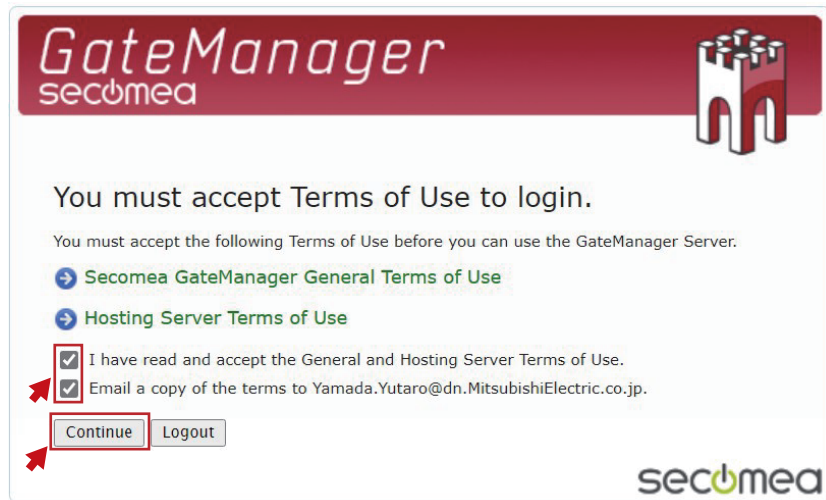 GateManager
secomea
You must accept Terms of Use to login.
You must accept the following Terms of Use before you can use the GateManager Server.
Secomea GateManager General Terms of Use
Hosting Server Terms of Use
I have read and accept the General and Hosting Server Terms of Use.
Email a copy of the terms to Yamada.Yutaro@dn.MitsubishiElectric.co.jp.
Continue Logout
secomea